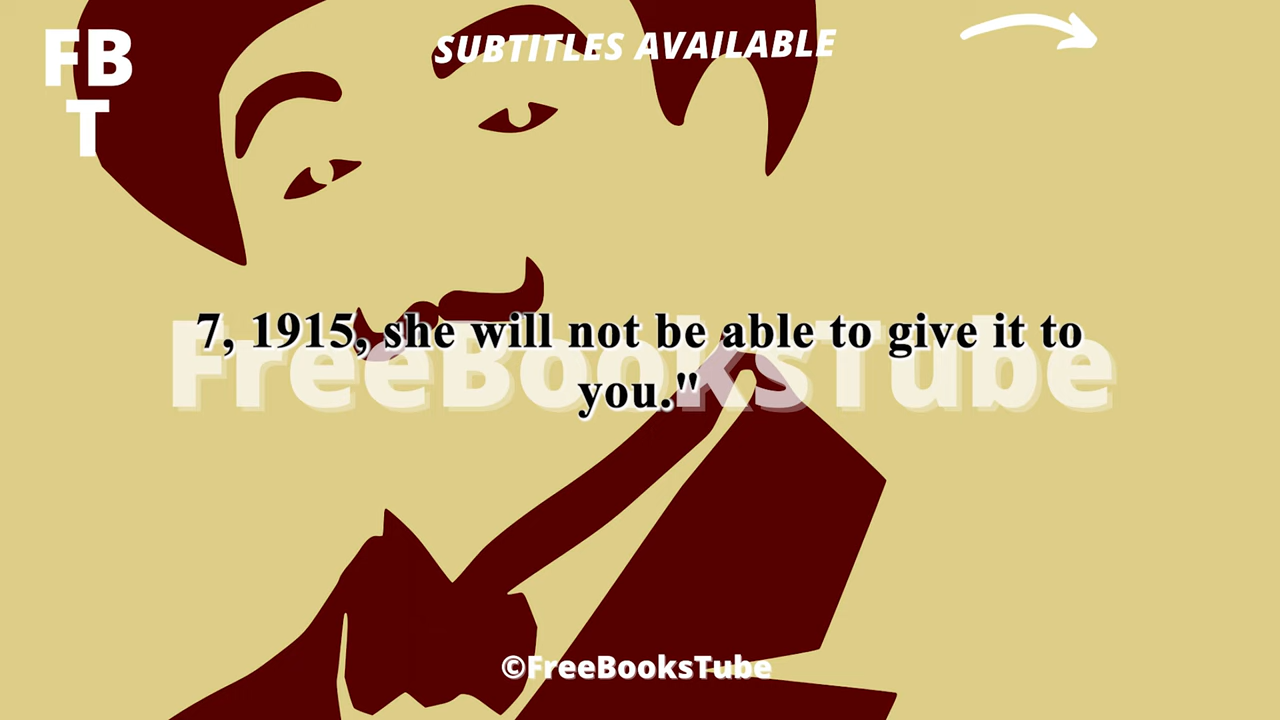 FB
T
SUBTITLES AVAILABLE
7, 1915, she will not be able to give it to
you."
FreeBooksTube
©FreeBooksTube